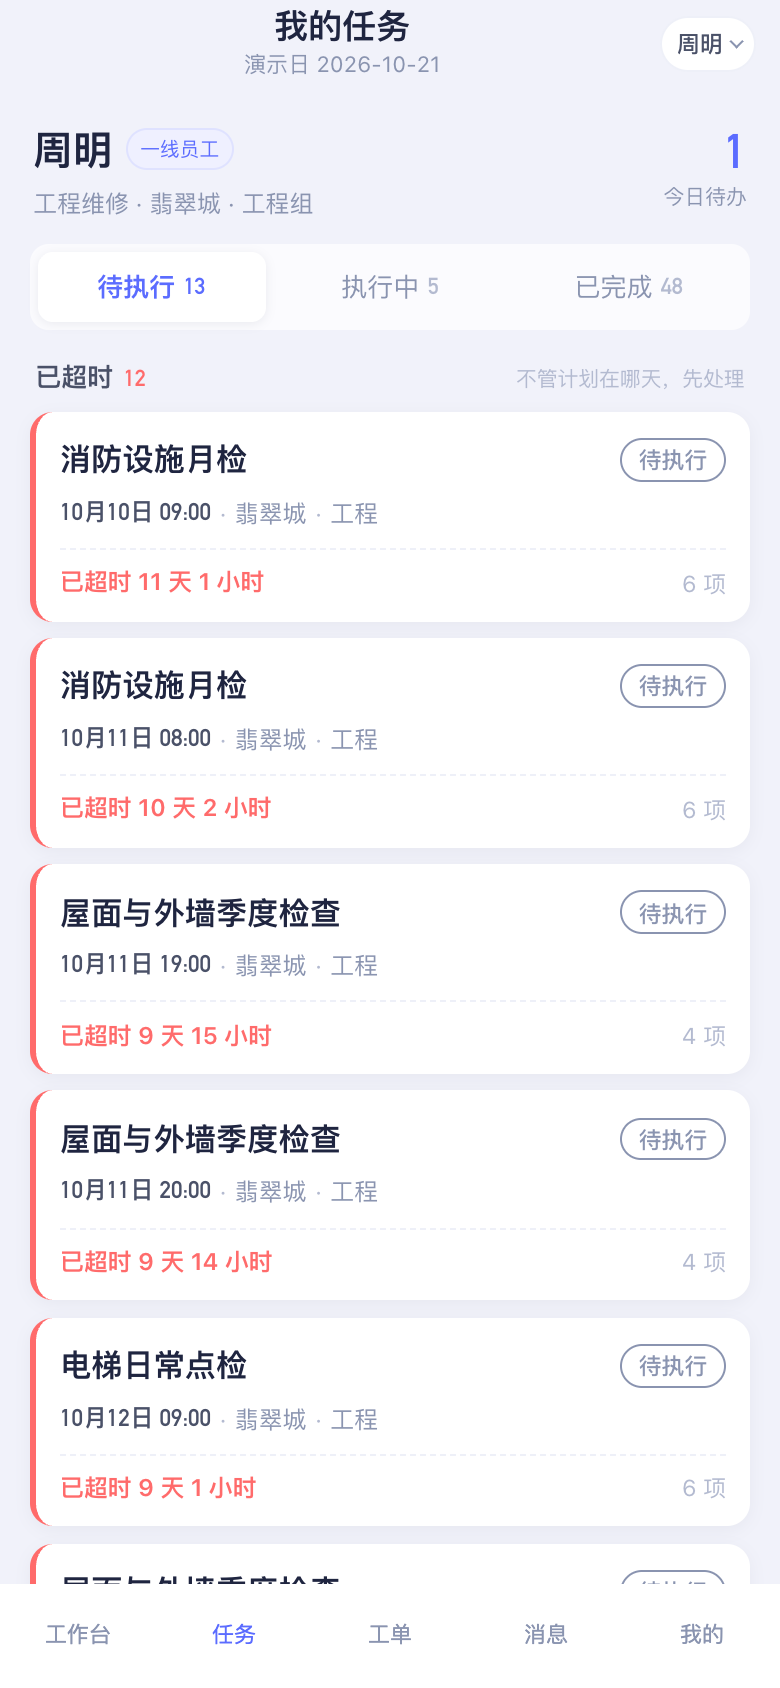 我的任务
演示日 2026-10-21
周明
周明 一线员工
1
工程维修 · 翡翠城 · 工程组
今日待办
待执行 13 执行中 5 已完成 48
已超时 12 不管计划在哪天，先处理
消防设施月检 待执行
10月10日 09:00 · 翡翠城 · 工程
已超时 11 天 1 小时 6 项
消防设施月检 待执行
10月11日 08:00 · 翡翠城 · 工程
已超时 10 天 2 小时 6 项
屋面与外墙季度检查 待执行
10月11日 19:00 · 翡翠城 · 工程
已超时 9 天 15 小时 4 项
屋面与外墙季度检查 待执行
10月11日 20:00 · 翡翠城 · 工程
已超时 9 天 14 小时 4 项
电梯日常点检 待执行
10月12日 09:00 · 翡翠城 · 工程
已超时 9 天 1 小时 6 项
工作台 任务 工单 消息 我的